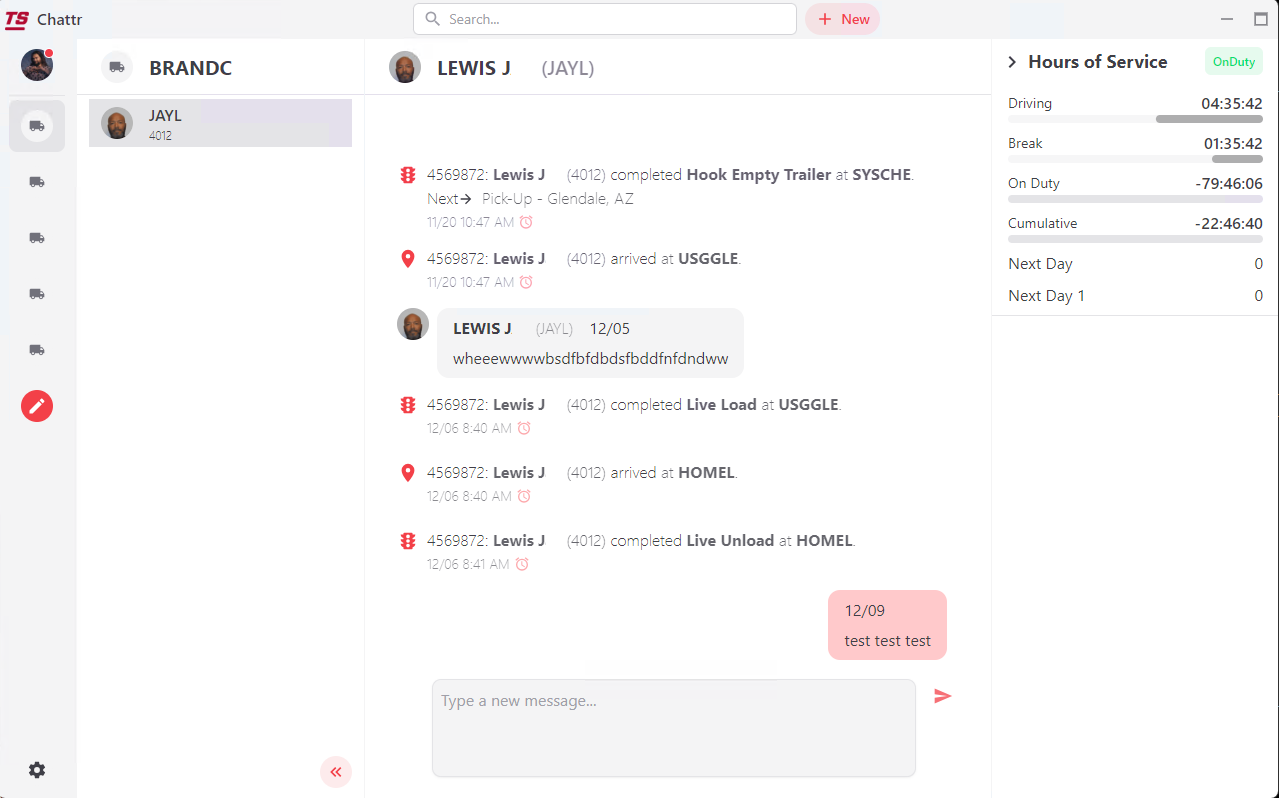 TS Chattr
Search...
+ New
BRANDC
JAYL
4012
LEWIS J (JAYL)
4569872: Lewis J (4012) completed Hook Empty Trailer at SYSCHE.
Next→ Pick-Up - Glendale, AZ
11/20 10:47 AM
4569872: Lewis J (4012) arrived at USGGLE.
11/20 10:47 AM
LEWIS J (JAYL) 12/05
wheeewwwwbsdfbfdbdsfbddfnfdndww
4569872: Lewis J (4012) completed Live Load at USGGLE.
12/06 8:40 AM
4569872: Lewis J (4012) arrived at HOMEL.
12/06 8:40 AM
4569872: Lewis J (4012) completed Live Unload at HOMEL.
12/06 8:41 AM
12/09
test test test
Type a new message...
Hours of Service OnDuty
Driving 04:35:42
Break 01:35:42
On Duty -79:46:06
Cumulative -22:46:40
Next Day 0
Next Day 1 0